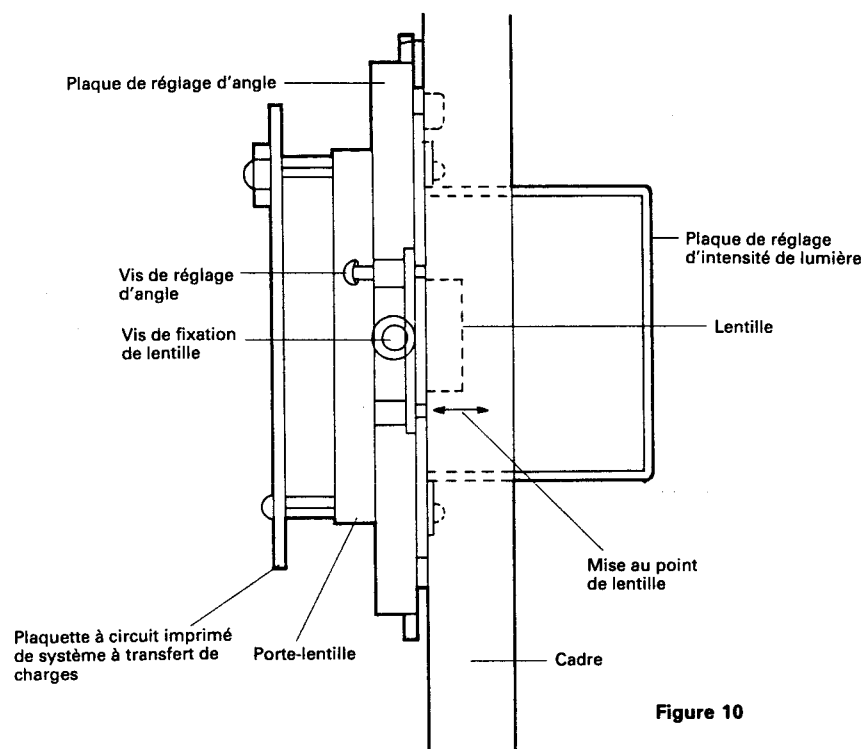 Plaque de réglage d'angle
Vis de réglage
d'angle
Vis de fixation
de lentille
Plaque de réglage
d'intensité de lumière
Lentille
Mise au point
de lentille
Plaquette à circuit imprimé
de système à transfert de
charges
Porte-lentille
Cadre
Figure 10